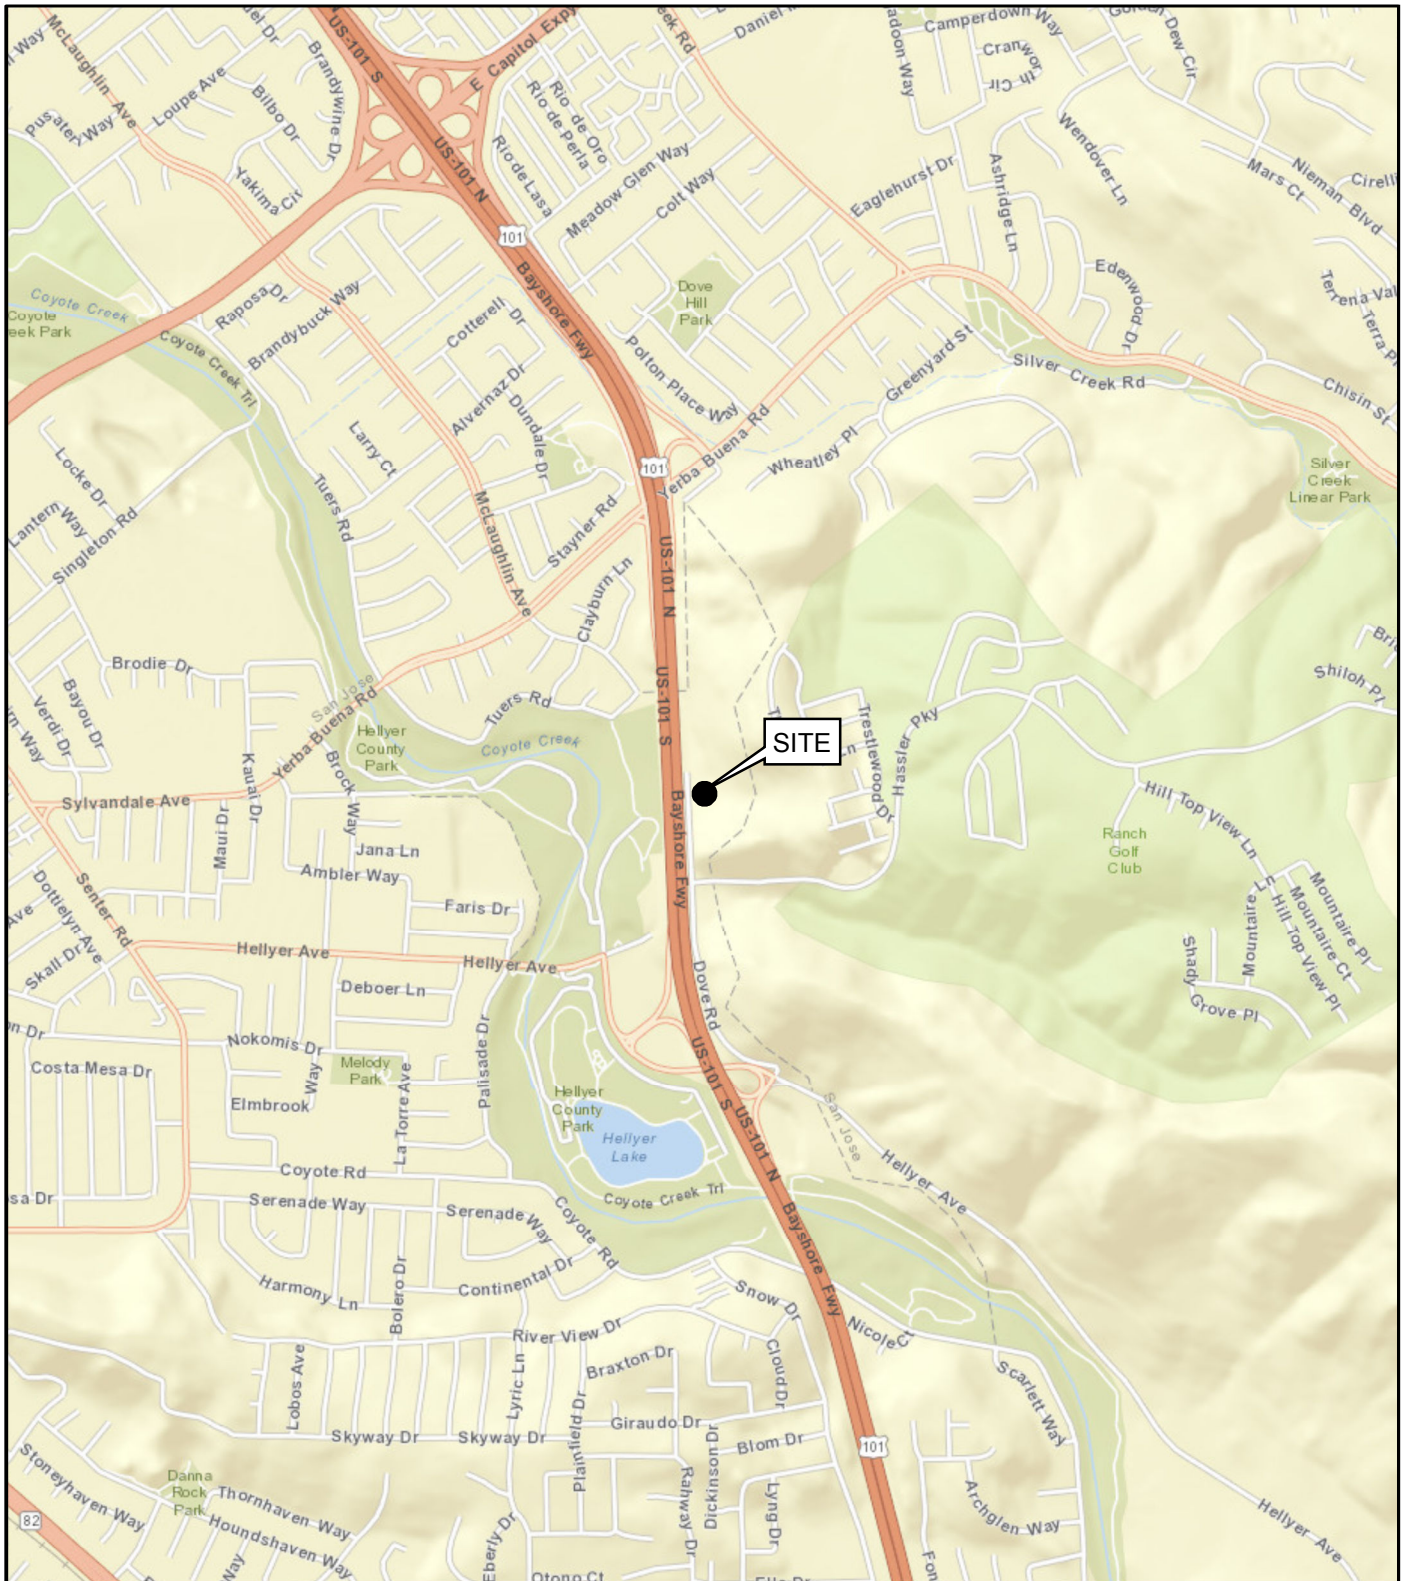 US-101 S
E Capitol Expy
McLaughlin Ave
Loupe Ave
Brandywine Dr
Bilbo Dr
Way
Yakima Cir
US-101 N
Rio de Oro
Rio de Perla
Rio de Lasa
Meadow Glen Way
Colt Way
Camperdown Way
Dew Cir
Wendover Ln
Ashridge Ln
Eaglehurst Dr
Mars Ct
Nieman Blvd
101
Bayshore Fwy
Coyote Creek
Coyote
Raposa Dr
Brandybuck Way
Cotterell Dr
Dove
Hill
Park
Edenwood Dr
Coyote Creek Trl
Alvernaz Dr
Dundale Dr
Polton Place Way
Greenyard St
Silver Creek Rd
Chisin St
Larry Ct
Locke Dr
Lantern Way
Singleton Rd
Tuers Rd
McLaughlin Ave
Stayner Rd
101
Yerba Buena Rd
Wheatley Pl
Silver
Creek
Linear Park
US-101 N
Clayburn Ln
Brodie Dr
Bayou Dr
Verdi Dr
San Jose
Yerba Buena Rd
Hellyer
County
Park
Tuers Rd
Coyote Creek
US-101 S
SITE
Trestlewood Dr
Hassler Pky
Shiloh Pl
Kauai Dr
Brock Way
Sylvandale Ave
Maui Dr
Jana Ln
Ambler Way
Bayshore Fwy
Hill Top View Ln
Ranch
Golf
Club
Senter Rd
Dottielyn Ave
Skall Dr
Faris Dr
Hellyer Ave
Hellyer Ave
Mountaire Ln
Mountaire Pl
Mountaire Ct
Hill Top View Pl
Shady Grove Pl
Deboer Ln
Dove Rd
Nokomis Dr
Costa Mesa Dr
Melody
Park
Way
Elmbrook
La Torre Ave
Palisade Dr
US-101 S
US-101 N
Hellyer
County
Park
Hellyer
Lake
San Jose
Hellyer Ave
Coyote Rd
Serenade Way
Serenade Way
Coyote Creek Trl
Coyote Rd
Bayshore Fwy
Harmony Ln
Bolero Dr
Continental Dr
Snow Dr
River View Dr
Nicole Ct
Lobos Ave
Lyric Ln
Braxton Dr
Cloud Dr
Scarlett Way
Skyway Dr
Skyway Dr
Plainfield Dr
Giraudo Dr
Dickinson Dr
Blom Dr
101
Stoneyhaven Way
Danna
Rock
Park
Thornhaven Way
Houndshaven Way
82
Eberly Dr
Rahway Dr
Lyng Dr
Archglen Way
Hellyer Ave
Otono Ct